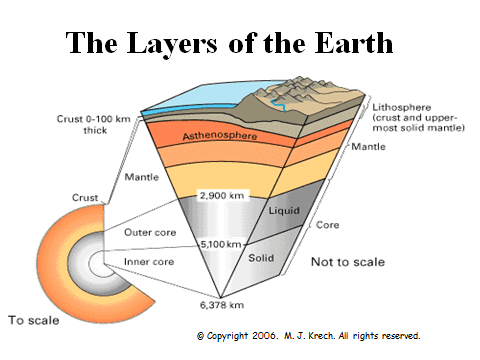 The Layers of the Earth
Crust 0-100 km
thick
Lithosphere
(crust and upper-
most solid mantle)
Asthenosphere
Mantle
Mantle
Crust
2,900 km
Liquid
Core
Outer core
5,100 km
Inner core
Solid
Not to scale
6,378 km
To scale
© Copyright 2006. M. J. Krech. All rights reserved.